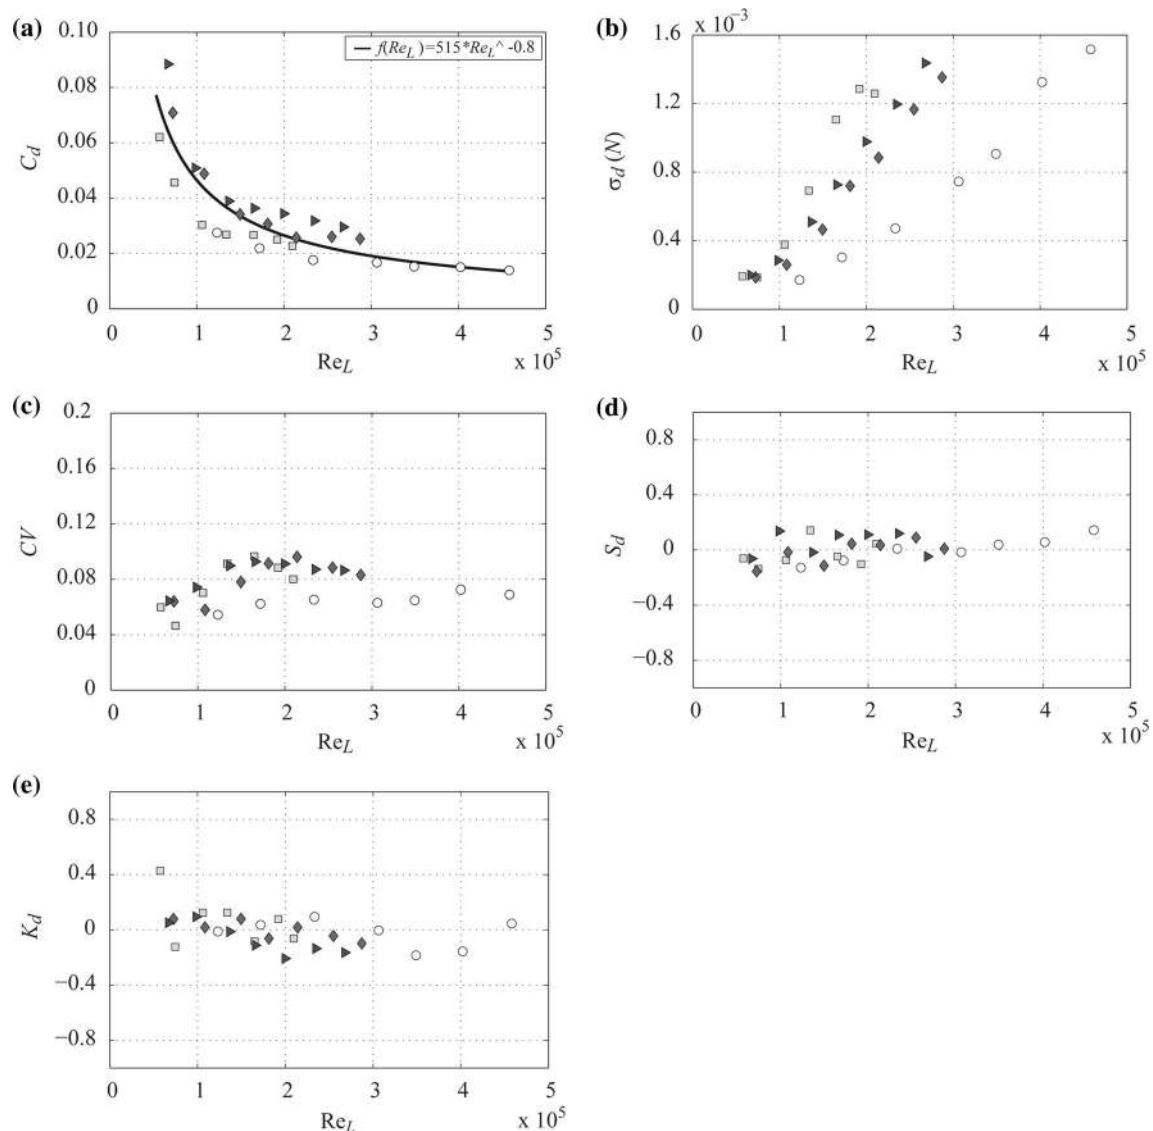 (a)
0.10
0.08
0.06
0.04
0.02
0
C_d
f(Re_L)=515*Re_L^ -0.8
0 1 2 3 4 5
Re_L
x 10^5
(b)
x 10^-3
1.6
1.2
0.8
0.4
0
σ_d (N)
0 1 2 3 4 5
Re_L
x 10^5
(c)
0.2
0.16
0.12
0.08
0.04
0
CV
0 1 2 3 4 5
Re_L
x 10^5
(d)
0.8
0.4
0
−0.4
−0.8
S_d
0 1 2 3 4 5
Re_L
x 10^5
(e)
0.8
0.4
0
−0.4
−0.8
K_d
0 1 2 3 4 5
Re_L
x 10^5